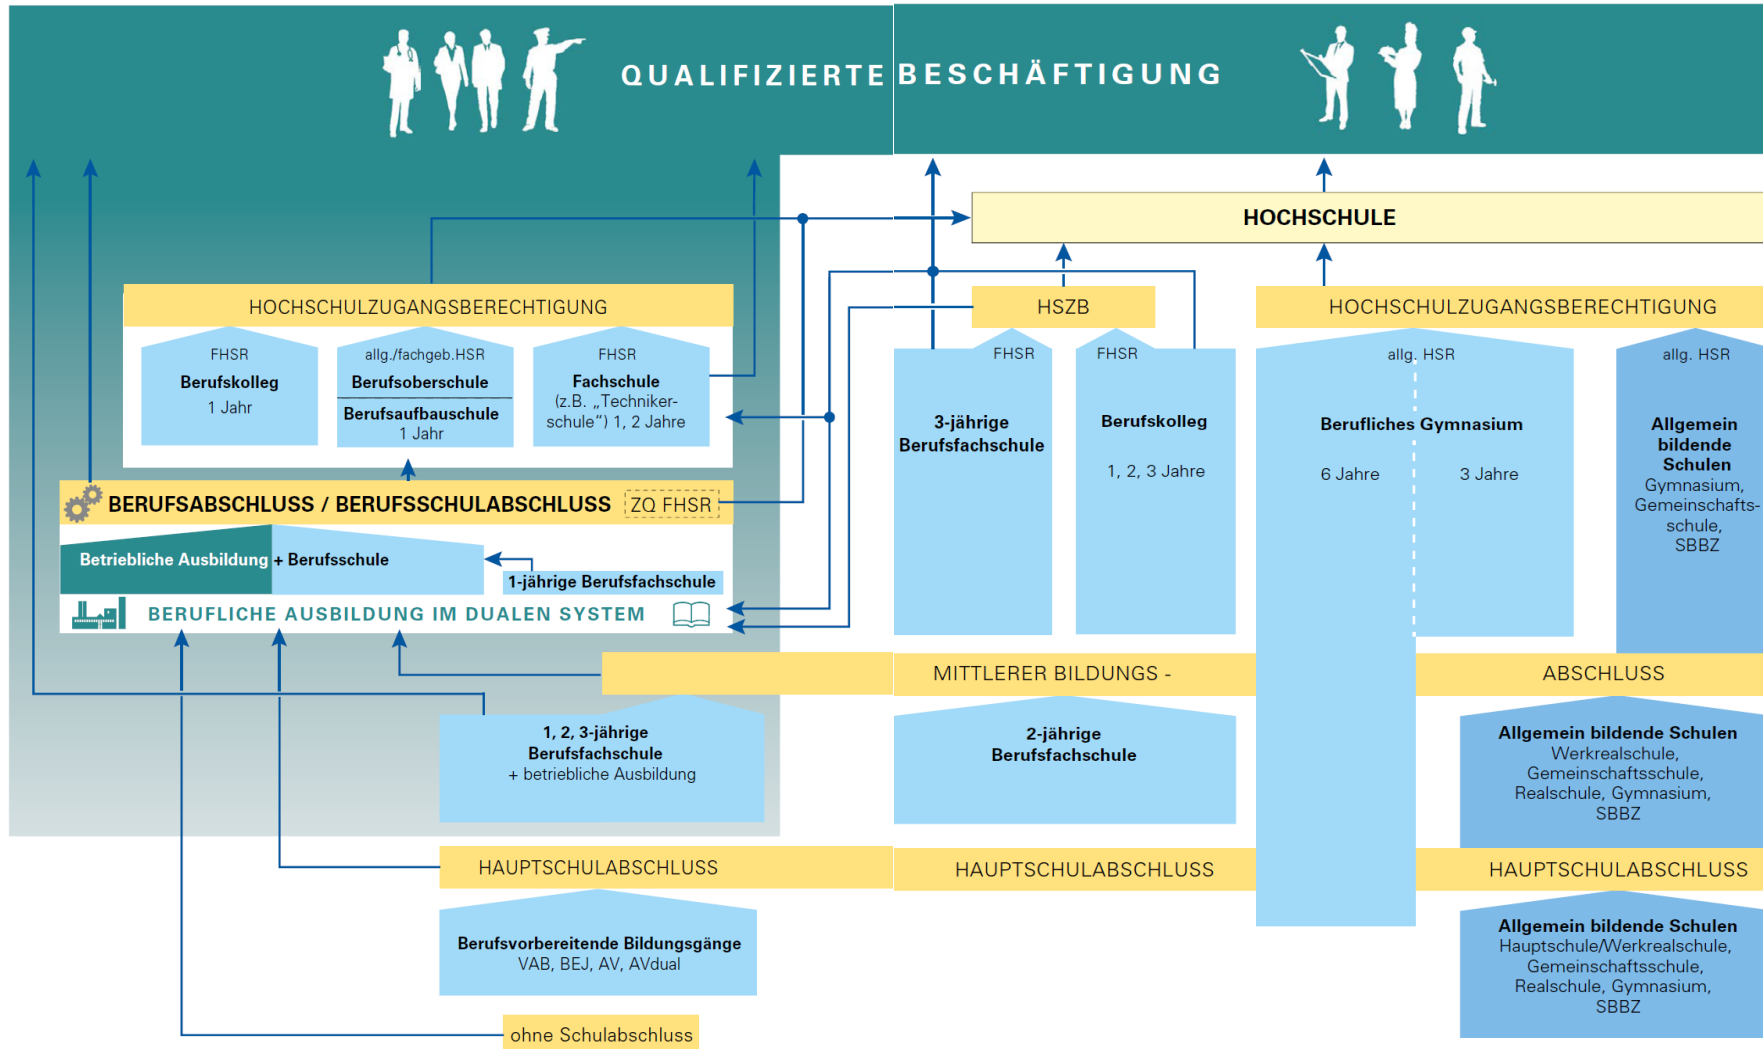 QUALIFIZIERTE BESCHÄFTIGUNG
HOCHSCHULE
HOCHSCHULZUGANGSBERECHTIGUNG
FHSR
Berufskolleg
1 Jahr
allg./fachgeb.HSR
Berufsoberschule
Berufsaufbauschule
1 Jahr
FHSR
Fachschule
(z.B. „Techniker-
schule“) 1, 2 Jahre
HSZB
FHSR
3-jährige
Berufsfachschule
FHSR
Berufskolleg
1, 2, 3 Jahre
HOCHSCHULZUGANGSBERECHTIGUNG
allg. HSR
Berufliches Gymnasium
6 Jahre
3 Jahre
allg. HSR
Allgemein
bildende
Schulen
Gymnasium,
Gemeinschafts-
schule,
SBBZ
BERUFSABSCHLUSS / BERUFSSCHULABSCHLUSS
ZQ FHSR
Betriebliche Ausbildung + Berufsschule
1-jährige Berufsfachschule
BERUFLICHE AUSBILDUNG IM DUALEN SYSTEM
MITTLERER BILDUNGS -
ABSCHLUSS
1, 2, 3-jährige
Berufsfachschule
+ betriebliche Ausbildung
2-jährige
Berufsfachschule
Allgemein bildende Schulen
Werkrealschule,
Gemeinschaftsschule,
Realschule, Gymnasium,
SBBZ
HAUPTSCHULABSCHLUSS
HAUPTSCHULABSCHLUSS
HAUPTSCHULABSCHLUSS
Berufsvorbereitende Bildungsgänge
VAB, BEJ, AV, AVdual
Allgemein bildende Schulen
Hauptschule/Werkrealschule,
Gemeinschaftsschule,
Realschule, Gymnasium,
SBBZ
ohne Schulabschluss